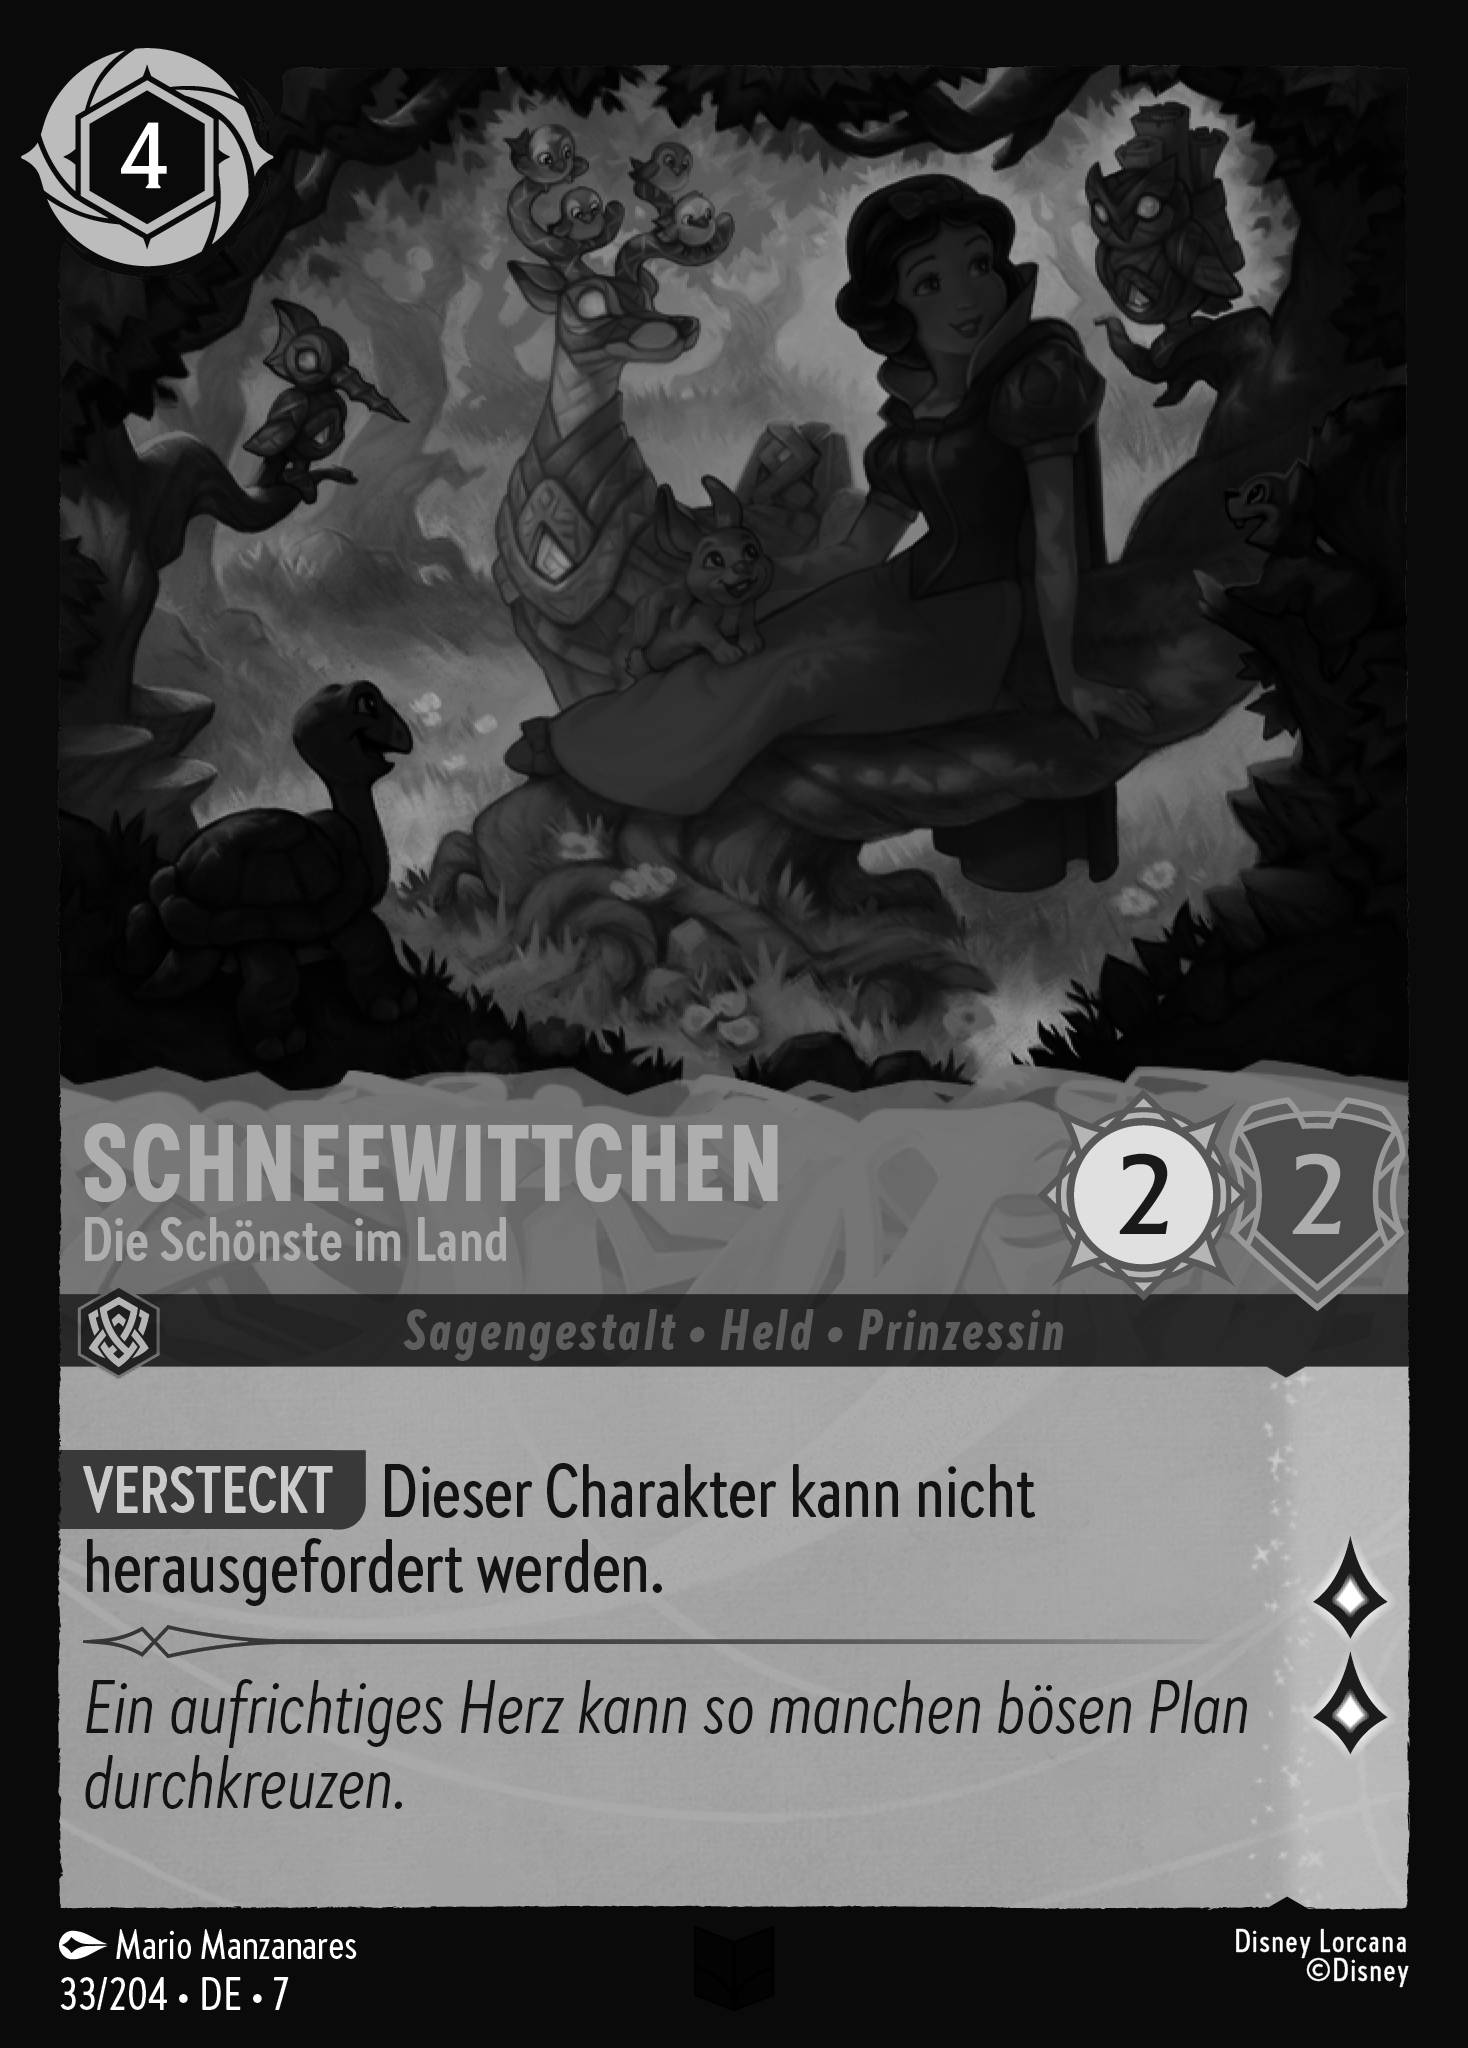 4
SCHNEEWITTCHEN
Die Schönste im Land
2
2
Sagengestalt • Held • Prinzessin
VERSTECKT Dieser Charakter kann nicht
herausgefordert werden.
Ein aufrichtiges Herz kann so manchen bösen Plan
durchkreuzen.
Mario Manzanares
33/204 • DE • 7
Disney Lorcana
©Disney